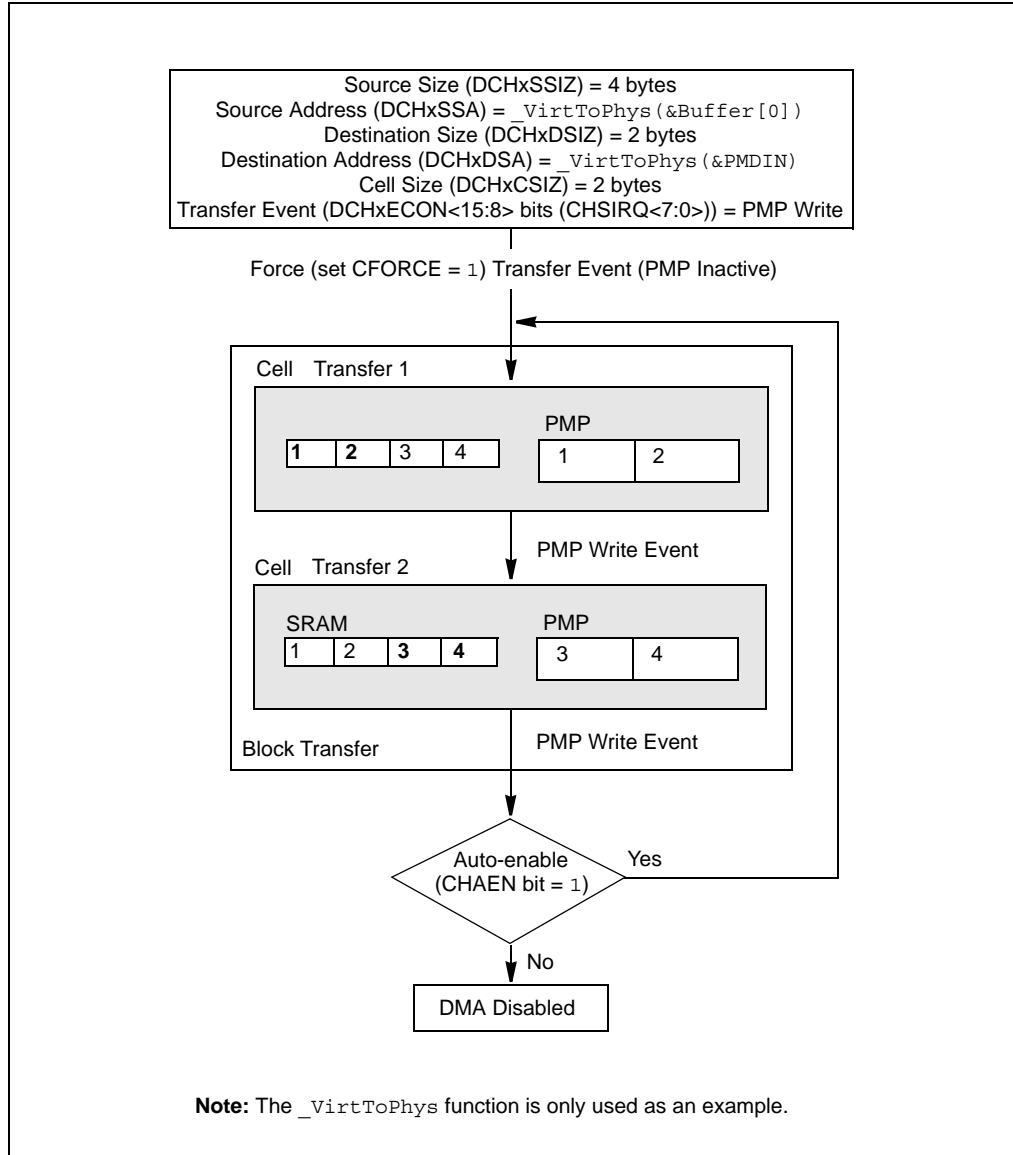 Source Size (DCHxSSIZ) = 4 bytes
Source Address (DCHxSSA) = _VirtToPhys(&Buffer[0])
Destination Size (DCHxDSIZ) = 2 bytes
Destination Address (DCHxDSA) = _VirtToPhys(&PMDIN)
Cell Size (DCHxCSIZ) = 2 bytes
Transfer Event (DCHxECON<15:8> bits (CHSIRQ<7:0>)) = PMP Write
Force (set CFORCE = 1) Transfer Event (PMP Inactive)
Cell Transfer 1
PMP
1 2 3 4
1 2
PMP Write Event
Cell Transfer 2
SRAM
PMP
1 2 3 4
3 4
Block Transfer
PMP Write Event
Auto-enable
(CHAEN bit = 1)
Yes
No
DMA Disabled
Note: The _VirtToPhys function is only used as an example.